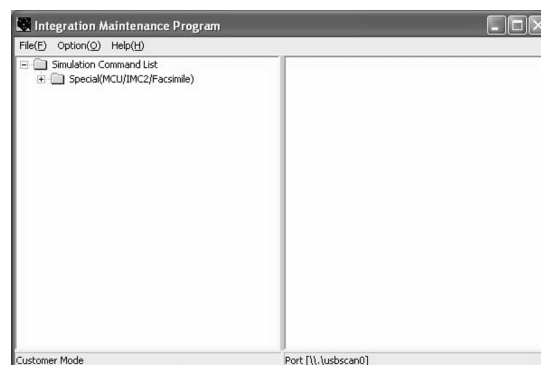 Integration Maintenance Program
File(F) Option(O) Help(H)
Simulation Command List
Special(MCU/IMC2/Facsimile)
Customer Mode Port [\\.\usbscan0]